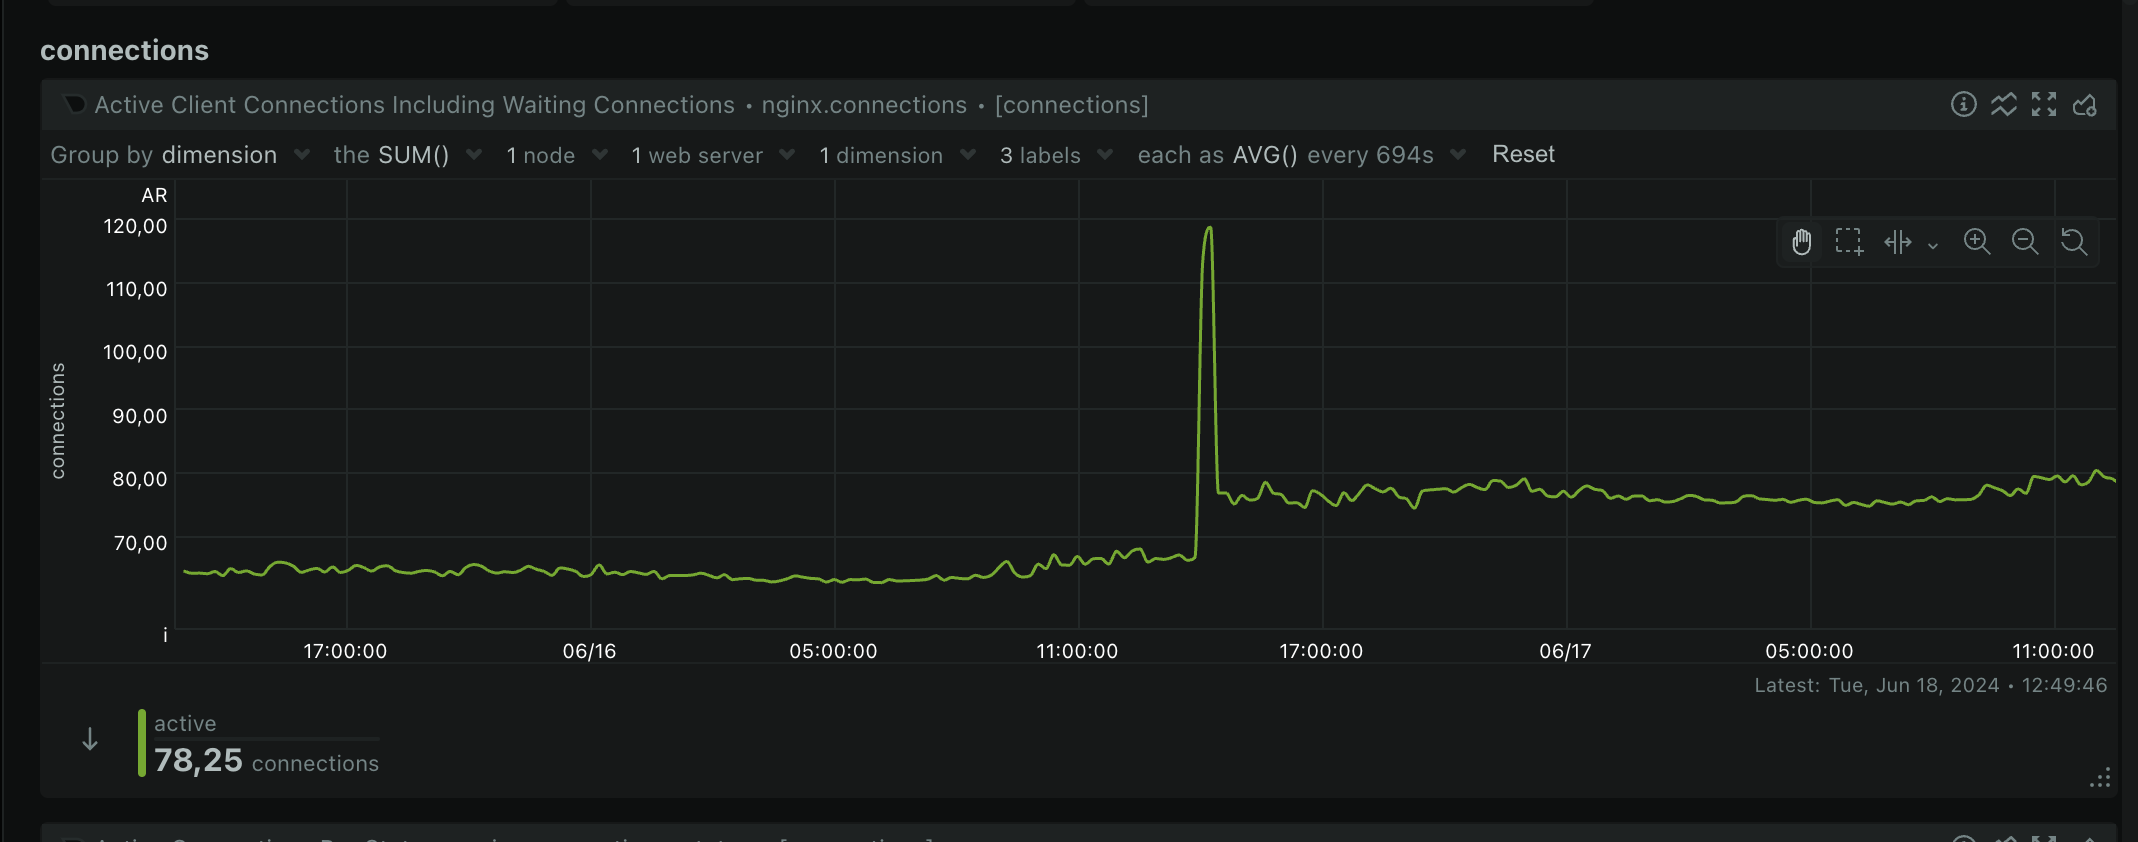 connections
Active Client Connections Including Waiting Connections • nginx.connections • [connections]
Group by dimension the SUM() 1 node 1 web server 1 dimension 3 labels each as AVG() every 694s Reset
AR
120,00
110,00
100,00
90,00
80,00
70,00
i
connections
17:00:00 06/16 05:00:00 11:00:00 17:00:00 06/17 05:00:00 11:00:00
Latest: Tue, Jun 18, 2024 • 12:49:46
active
78,25 connections